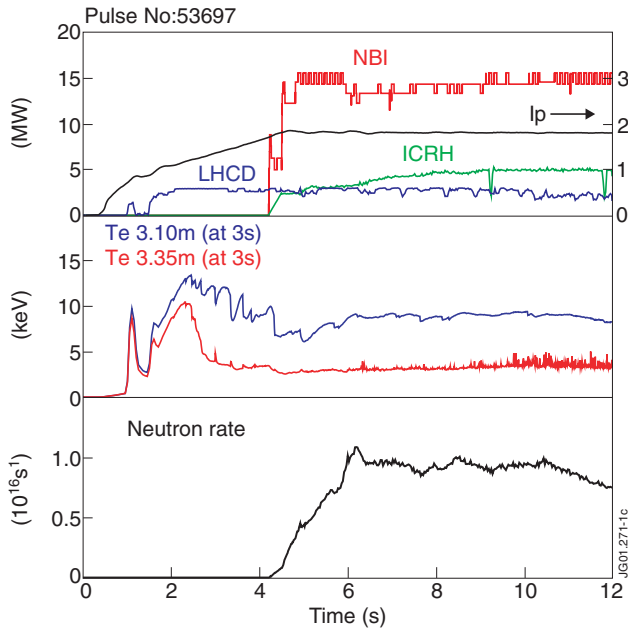 Pulse No:53697
20
15
10
5
0
(MW)
3
2
1
0
NBI
Ip
ICRH
LHCD
Te 3.10m (at 3s)
Te 3.35m (at 3s)
15
10
5
0
(keV)
Neutron rate
1.0
0.5
0
(10¹⁶s¹)
0 2 4 6 8 10 12
Time (s)
JG01.271-1c